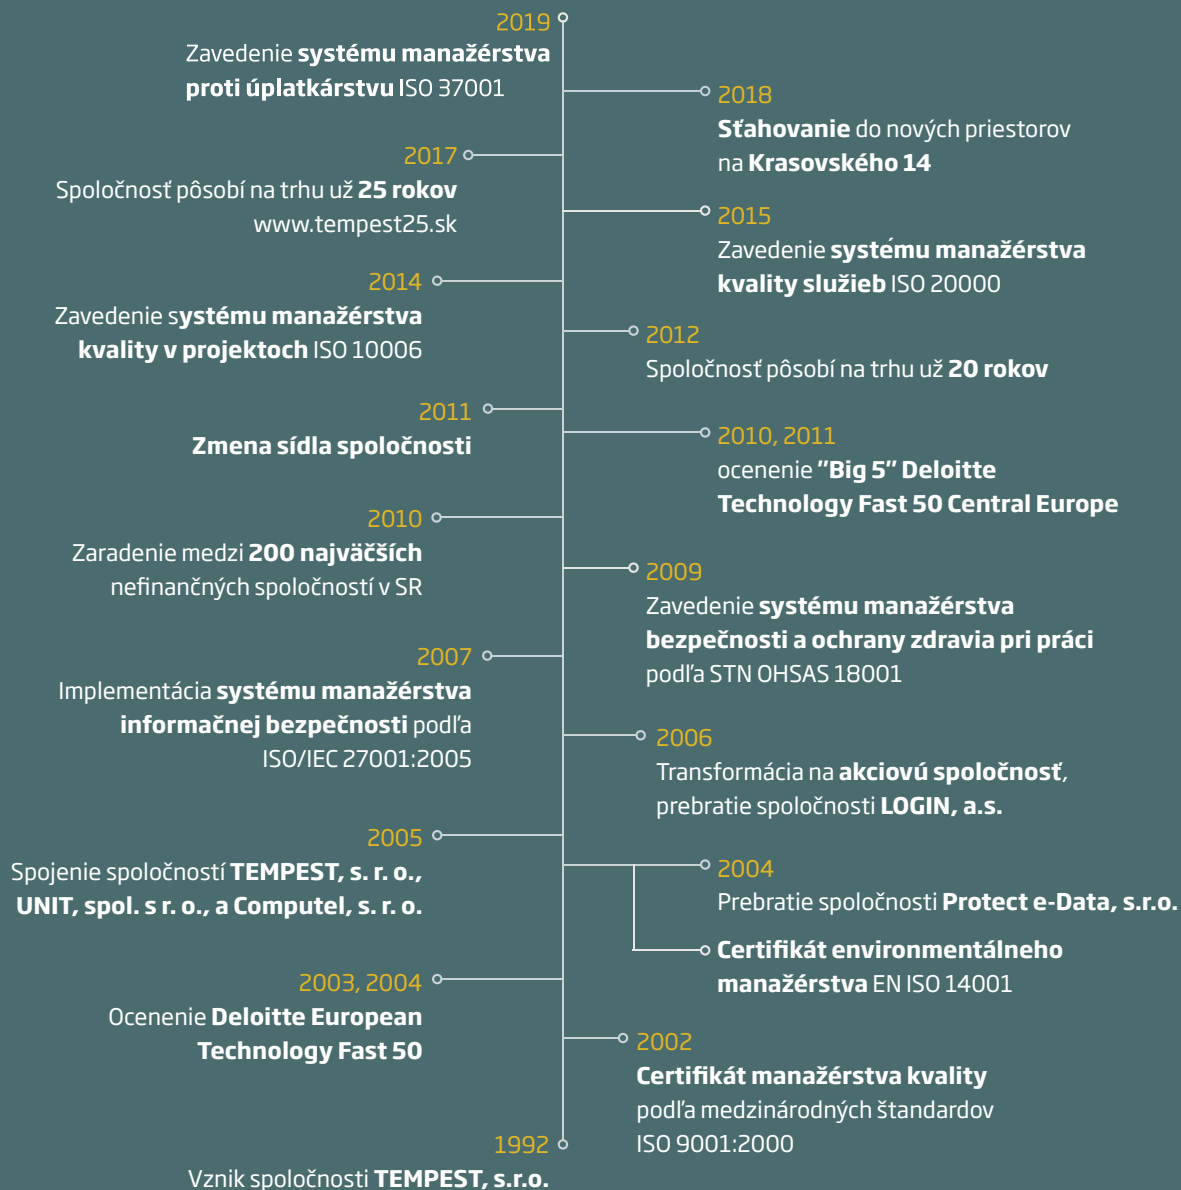 2019
Zavedenie systému manažérstva
proti úplatkárstvu ISO 37001
2018
Sťahovanie do nových priestorov
na Krasovského 14
2017
Spoločnosť pôsobí na trhu už 25 rokov
www.tempest25.sk
2015
Zavedenie systému manažérstva
kvality služieb ISO 20000
2014
Zavedenie systému manažérstva
kvality v projektoch ISO 10006
2012
Spoločnosť pôsobí na trhu už 20 rokov
2011
Zmena sídla spoločnosti
2010, 2011
ocenenie "Big 5" Deloitte
Technology Fast 50 Central Europe
2010
Zaradenie medzi 200 najväčších
nefinančných spoločností v SR
2009
Zavedenie systému manažérstva
bezpečnosti a ochrany zdravia pri práci
podľa STN OHSAS 18001
2007
Implementácia systému manažérstva
informačnej bezpečnosti podľa
ISO/IEC 27001:2005
2006
Transformácia na akciovú spoločnosť,
prebratie spoločnosti LOGIN, a.s.
2005
Spojenie spoločností TEMPEST, s. r. o.,
UNIT, spol. s r. o., a Computel, s. r. o.
2004
Prebratie spoločnosti Protect e-Data, s.r.o.
Certifikát environmentálneho
manažérstva EN ISO 14001
2003, 2004
Ocenenie Deloitte European
Technology Fast 50
2002
Certifikát manažérstva kvality
podľa medzinárodných štandardov
ISO 9001:2000
1992
Vznik spoločnosti TEMPEST, s.r.o.